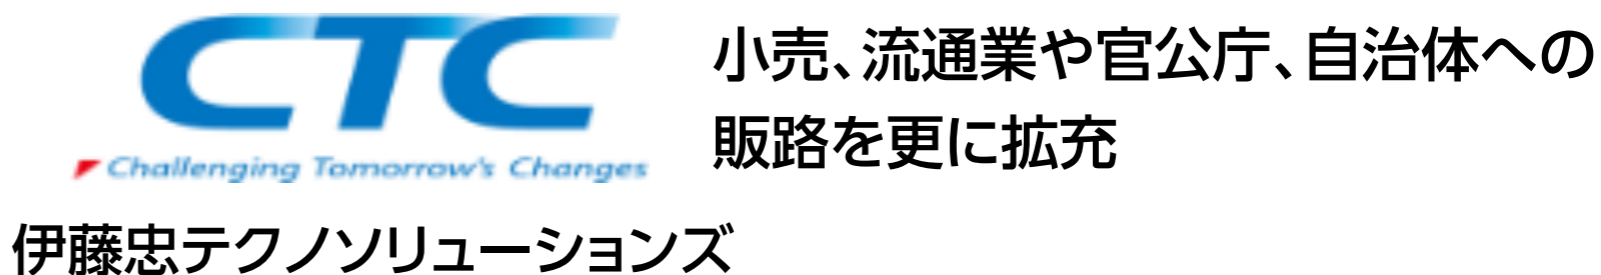 CTC
Challenging Tomorrow's Changes
小売、流通業や官公庁、自治体への
販路を更に拡充
伊藤忠テクノソリューションズ